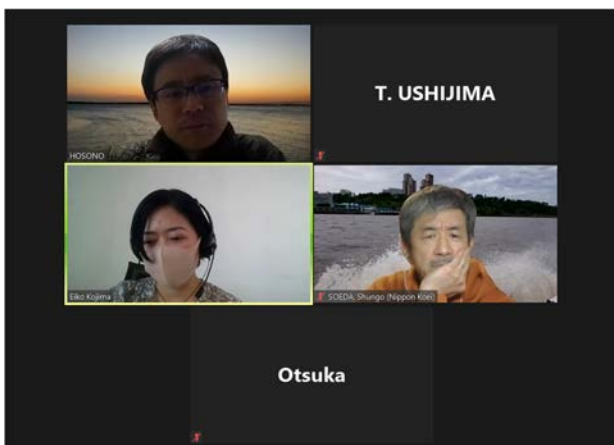 HOSONO
T. USHIJIMA
Eiko Kojima
SOEDA, Shungo (Nippon Koei)
Otsuka